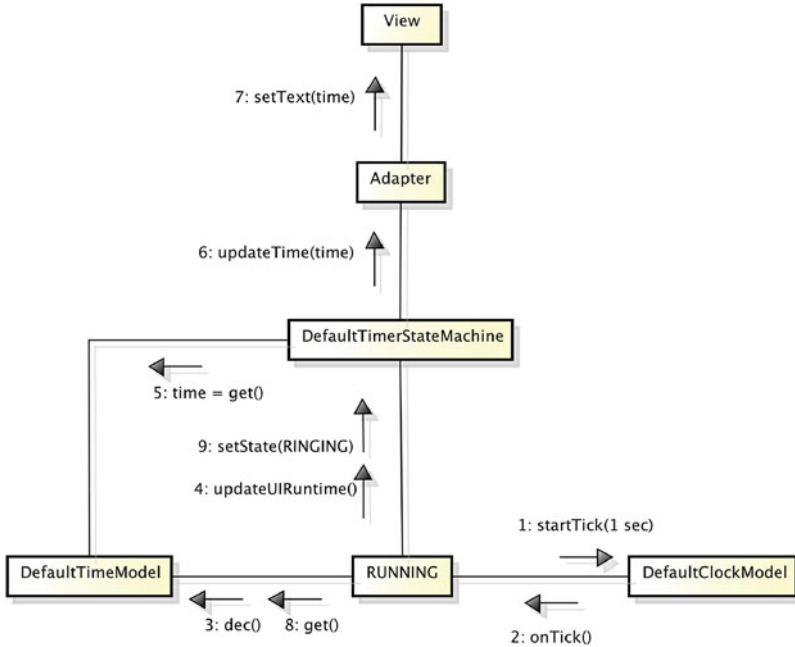 View
7: setText(time)
Adapter
6: updateTime(time)
DefaultTimerStateMachine
5: time = get()
9: setState(RINGING)
4: updateUIRuntime()
1: startTick(1 sec)
DefaultTimeModel
RUNNING
DefaultClockModel
3: dec()
8: get()
2: onTick()